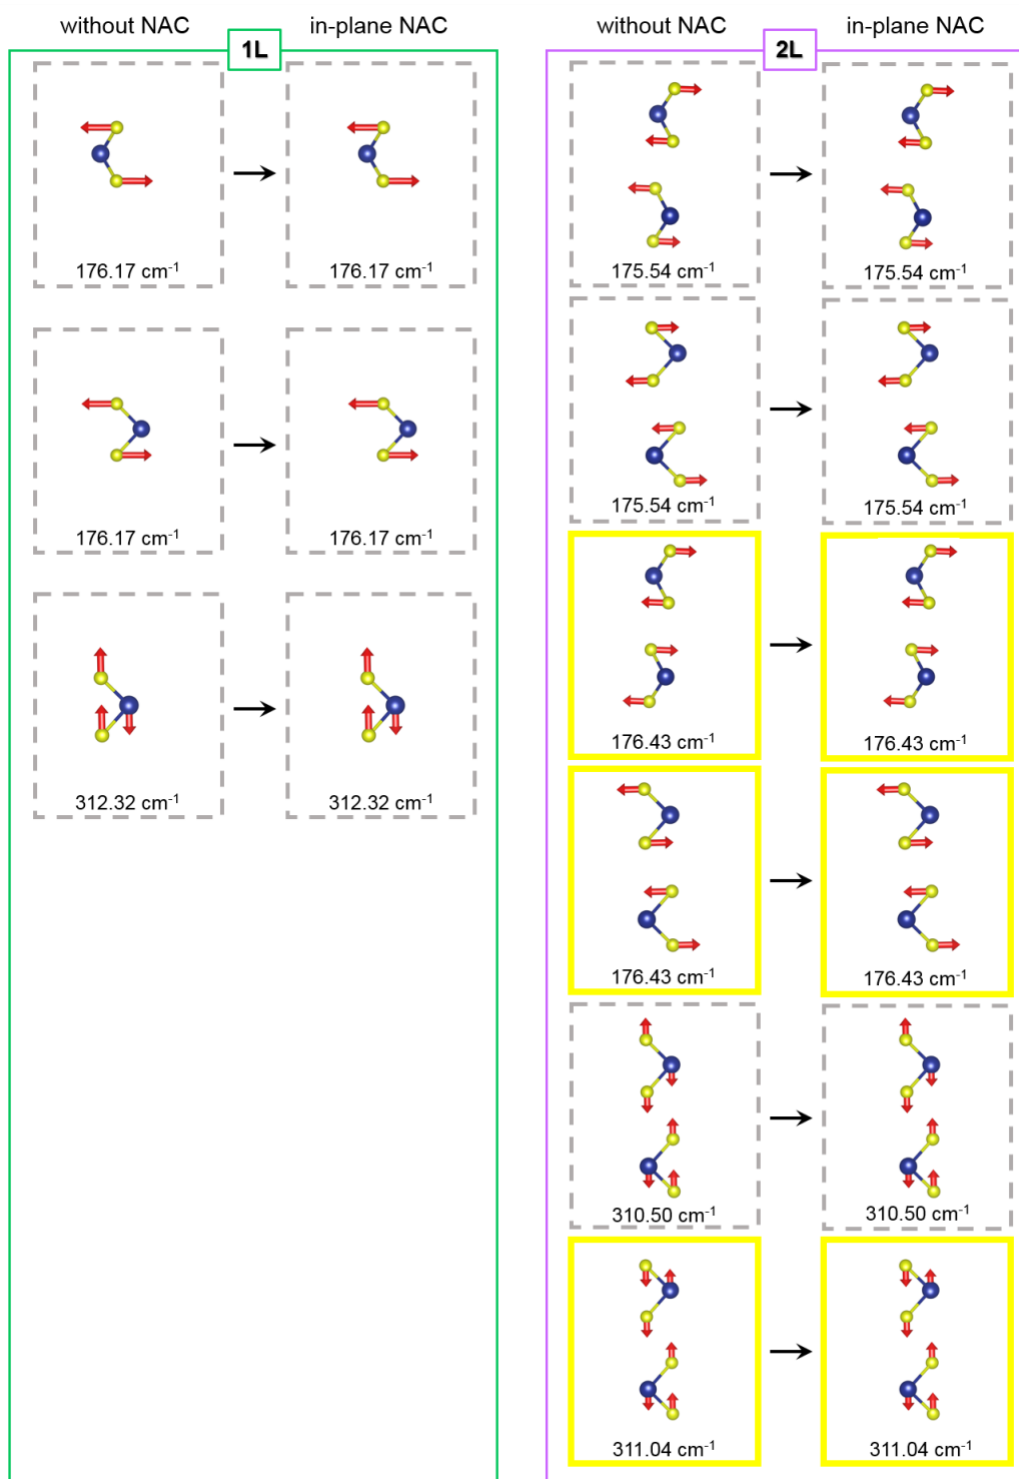 without NAC in-plane NAC
1L
176.17 cm⁻¹ 176.17 cm⁻¹
176.17 cm⁻¹ 176.17 cm⁻¹
312.32 cm⁻¹ 312.32 cm⁻¹
without NAC in-plane NAC
2L
175.54 cm⁻¹ 175.54 cm⁻¹
175.54 cm⁻¹ 175.54 cm⁻¹
176.43 cm⁻¹ 176.43 cm⁻¹
176.43 cm⁻¹ 176.43 cm⁻¹
310.50 cm⁻¹ 310.50 cm⁻¹
311.04 cm⁻¹ 311.04 cm⁻¹